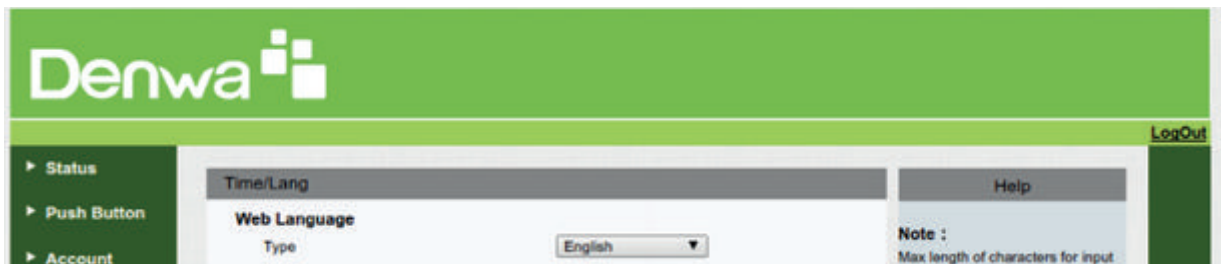 Denwa
LogOut
Status
Push Button
Account
Time/Lang
Web Language
Type English
Help
Note :
Max length of characters for input